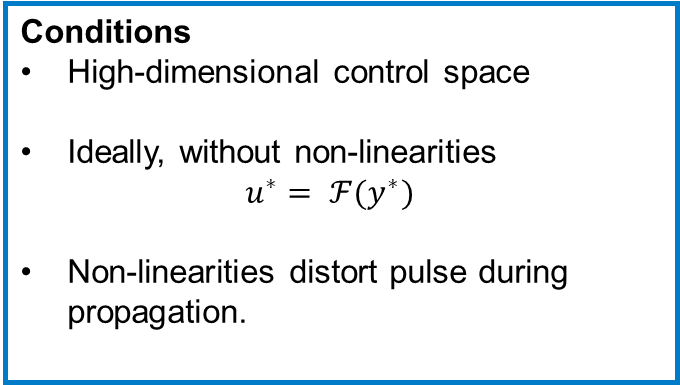 Conditions
• High-dimensional control space
• Ideally, without non-linearities
𝑢* = ℱ(𝑦*)
• Non-linearities distort pulse during
propagation.